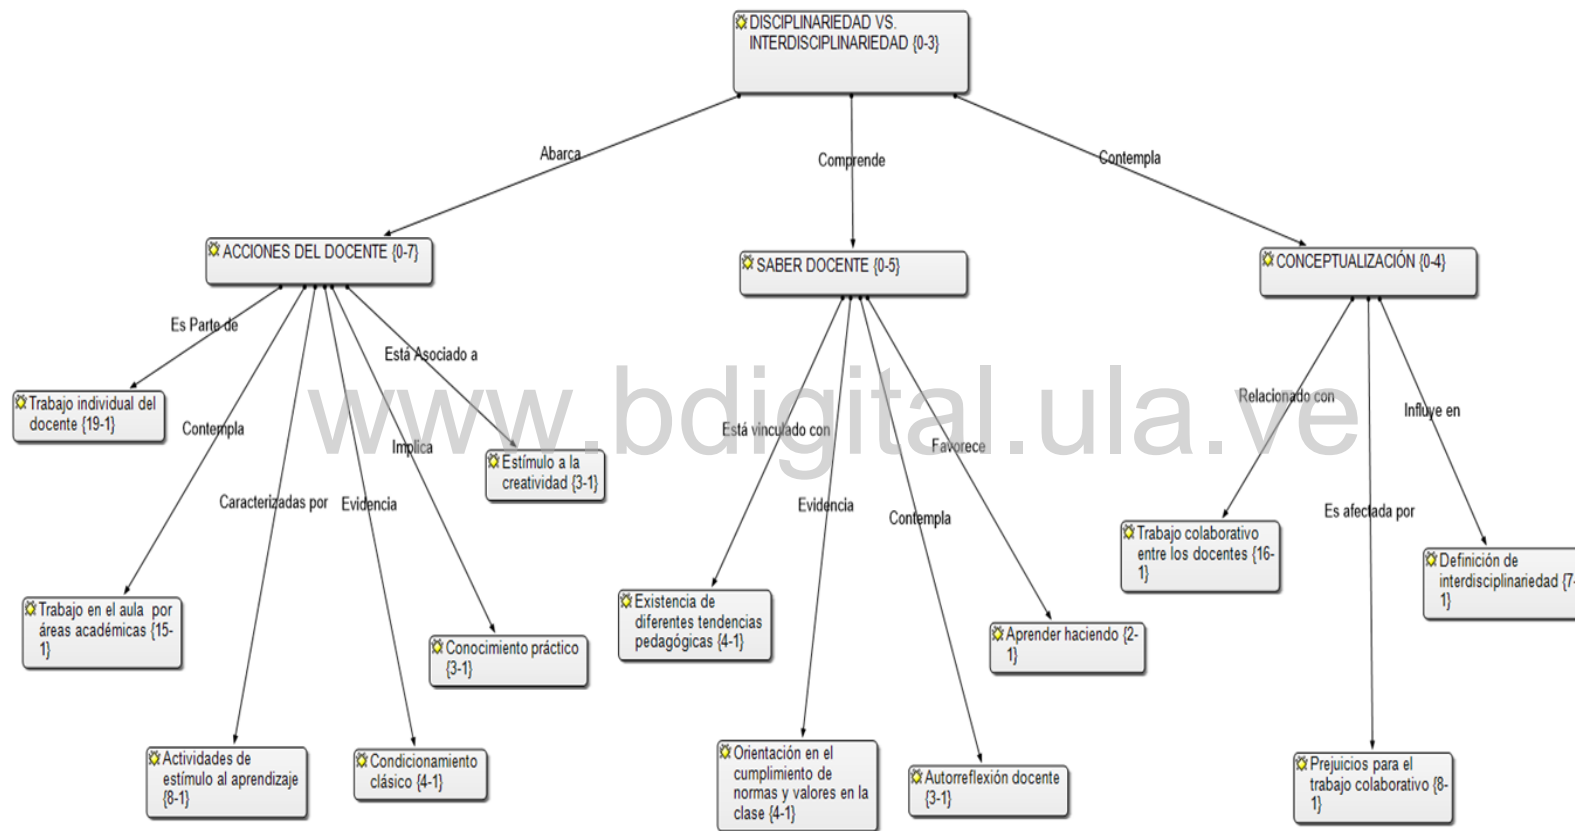 DISCIPLINARIEDAD VS.
INTERDISCIPLINARIEDAD {0-3}
Abarca
Comprende
Contempla
ACCIONES DEL DOCENTE {0-7}
SABER DOCENTE {0-5}
CONCEPTUALIZACIÓN {0-4}
Es Parte de
Está Asociado a
Trabajo individual del
docente {19-1}
Contempla
Implica
Estímulo a la
creatividad {3-1}
Caracterizadas por
Evidencia
Está vinculado con
Favorece
Evidencia
Contempla
Relacionado con
Influye en
Es afectada por
www.bdigital.ula.ve
Trabajo en el aula por
áreas académicas {15-
1}
Conocimiento práctico
{3-1}
Actividades de
estímulo al aprendizaje
{8-1}
Condicionamiento
clásico {4-1}
Existencia de
diferentes tendencias
pedagógicas {4-1}
Aprender haciendo {2-
1}
Orientación en el
cumplimiento de
normas y valores en la
clase {4-1}
Autorreflexión docente
{3-1}
Trabajo colaborativo
entre los docentes {16-
1}
Definición de
interdisciplinariedad {7-
1}
Prejuicios para el
trabajo colaborativo {8-
1}